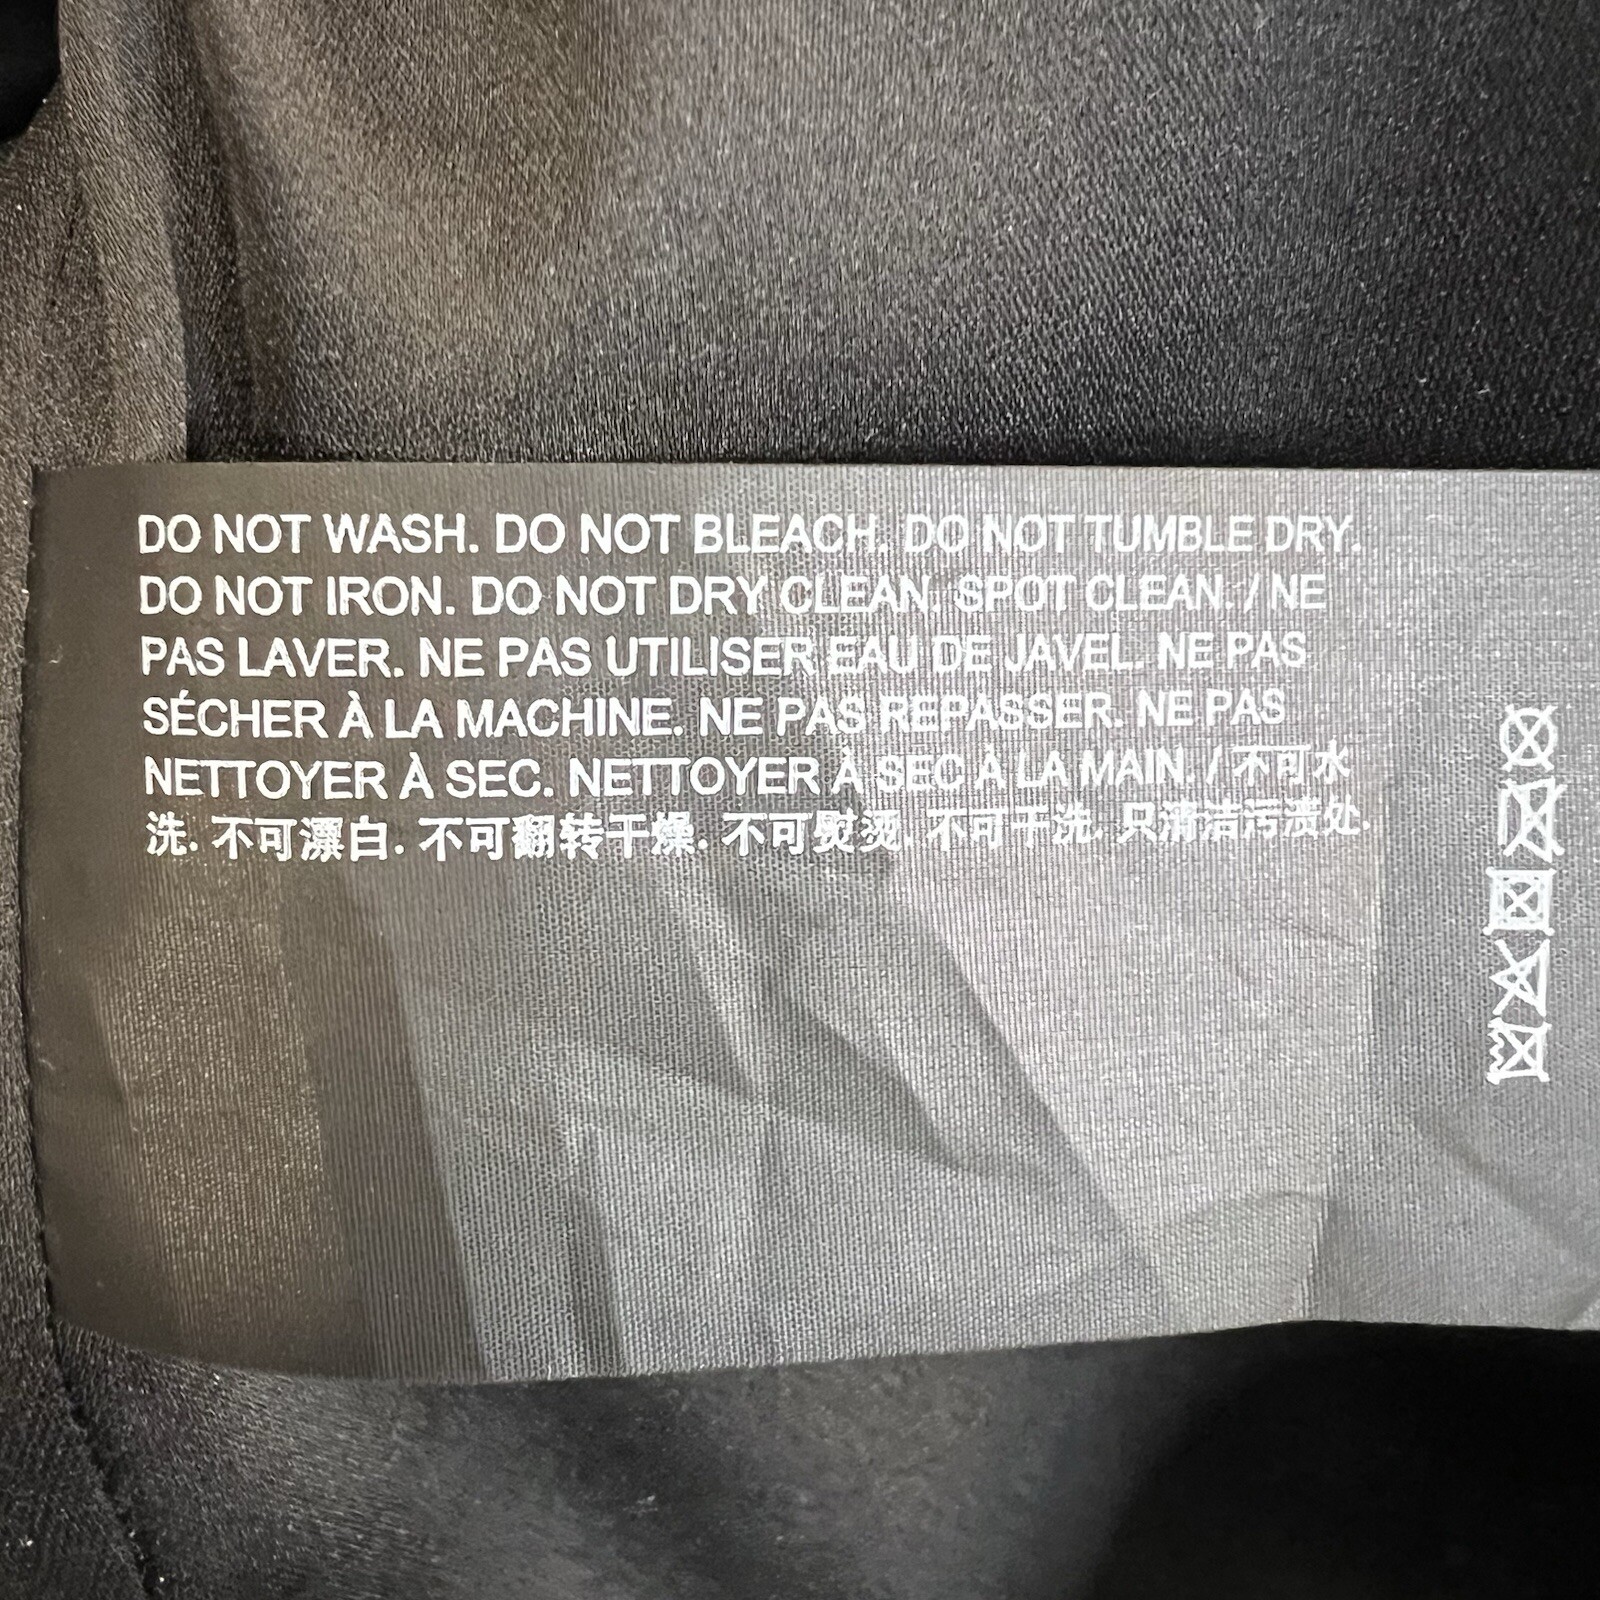 DO NOT WASH. DO NOT BLEACH. DO NOT TUMBLE DRY.
DO NOT IRON. DO NOT DRY CLEAN. SPOT CLEAN. / NE
PAS LAVER. NE PAS UTILISER EAU DE JAVEL. NE PAS
SÉCHER À LA MACHINE. NE PAS REPASSER. NE PAS
NETTOYER À SEC. NETTOYER À SEC À LA MAIN. / 不可水
洗. 不可漂白. 不可翻转干燥. 不可熨烫. 不可干洗. 只清洁污渍处.